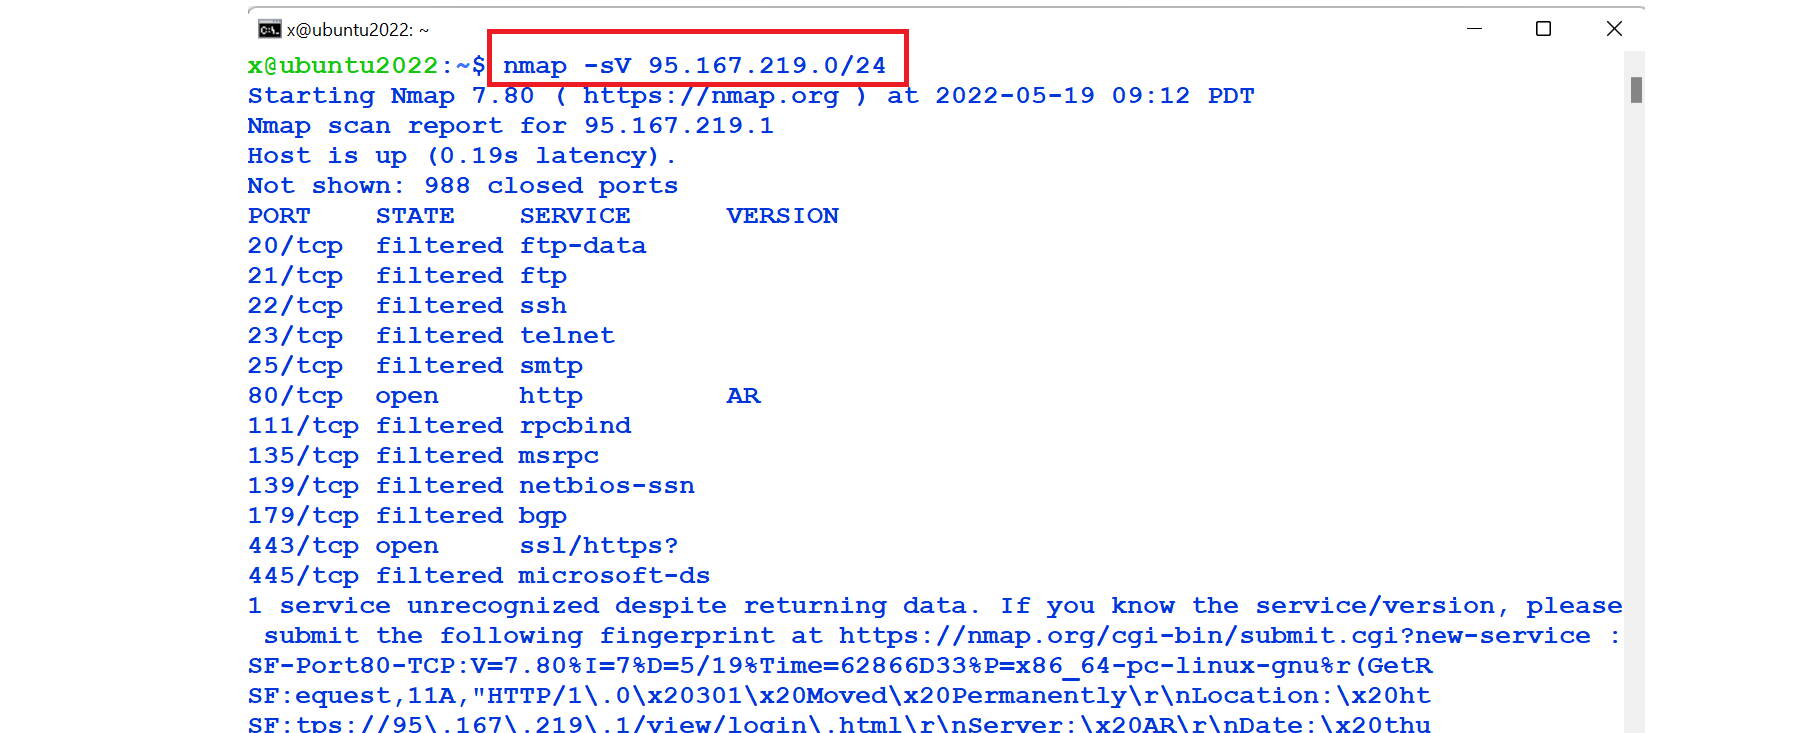 x@ubuntu2022: ~
x@ubuntu2022:~$ nmap -sV 95.167.219.0/24
Starting Nmap 7.80 ( https://nmap.org ) at 2022-05-19 09:12 PDT
Nmap scan report for 95.167.219.1
Host is up (0.19s latency).
Not shown: 988 closed ports
PORT    STATE    SERVICE      VERSION
20/tcp  filtered ftp-data
21/tcp  filtered ftp
22/tcp  filtered ssh
23/tcp  filtered telnet
25/tcp  filtered smtp
80/tcp  open     http         AR
111/tcp filtered rpcbind
135/tcp filtered msrpc
139/tcp filtered netbios-ssn
179/tcp filtered bgp
443/tcp open     ssl/https?
445/tcp filtered microsoft-ds
1 service unrecognized despite returning data. If you know the service/version, please
 submit the following fingerprint at https://nmap.org/cgi-bin/submit.cgi?new-service :
SF-Port80-TCP:V=7.80%I=7%D=5/19%Time=62866D33%P=x86_64-pc-linux-gnu%r(GetR
SF:equest,11A,"HTTP/1\.0\x20301\x20Moved\x20Permanently\r\nLocation:\x20ht
SF:tps://95\.167\.219\.1/view/login\.html\r\nServer:\x20AR\r\nDate:\x20thu